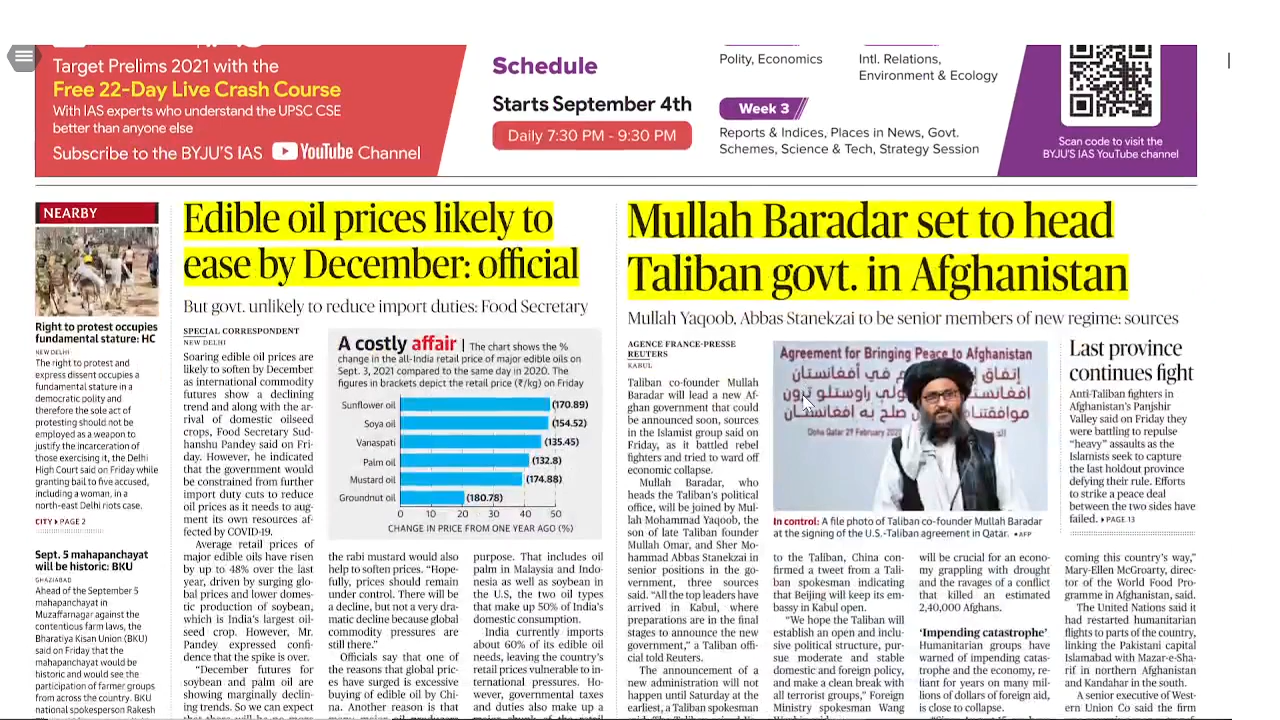 Target Prelims 2021 with the
Free 22-Day Live Crash Course
With IAS experts who understand the UPSC CSE
better than anyone else
Subscribe to the BYJU'S IAS YouTube Channel
Schedule
Starts September 4th
Daily 7:30 PM - 9:30 PM
Polity, Economics
Intl. Relations,
Environment & Ecology
Week 3
Reports & Indices, Places in News, Govt.
Schemes, Science & Tech, Strategy Session
Scan code to visit the
BYJU'S IAS YouTube channel
NEARBY
Right to protest occupies
fundamental stature: HC
NEW DELHI
The right to protest and
express dissent occupies a
fundamental stature in a
democratic polity and
therefore the sole act of
protesting should not be
employed as a weapon to
justify the incarceration of
those exercising it, the Delhi
High Court said on Friday while
granting bail to five accused,
including a woman, in a
north-east Delhi riots case.
CITY PAGE 2
Sept. 5 mahapanchayat
will be historic: BKU
GHAZIABAD
Ahead of the September 5
mahapanchayat in
Muzaffarnagar against the
contentious farm laws, the
Bharatiya Kisan Union (BKU)
said on Friday that the
mahapanchayat would be
historic and would see the
participation of farmer groups
from across the country. BKU
national spokesperson Rakesh
Edible oil prices likely to
ease by December: official
But govt. unlikely to reduce import duties: Food Secretary
SPECIAL CORRESPONDENT
NEW DELHI
Soaring edible oil prices are
likely to soften by December
as international commodity
futures show a declining
trend and along with the ar-
rival of domestic oilseed
crops, Food Secretary Sud-
hanshu Pandey said on Fri-
day. However, he indicated
that the government would
be constrained from further
import duty cuts to reduce
oil prices as it needs to aug-
ment its own resources af-
fected by COVID-19.
Average retail prices of
major edible oils have risen
by up to 48% over the last
year, driven by surging glo-
bal prices and lower domes-
tic production of soybean,
which is India's largest oil-
seed crop. However, Mr.
Pandey expressed confi-
dence that the spike is over.
"December futures for
soybean and palm oil are
showing marginally declin-
ing trends. So we can expect
A costly affair | The chart shows the %
change in the all-India retail price of major edible oils on
Sept. 3, 2021 compared to the same day in 2020. The
figures in brackets depict the retail price (₹/kg) on Friday
Sunflower oil (170.89)
Soya oil (154.52)
Vanaspati (135.45)
Palm oil (132.8)
Mustard oil (174.88)
Groundnut oil (180.78)
0 10 20 30 40 50
CHANGE IN PRICE FROM ONE YEAR AGO (%)
the rabi mustard would also
help to soften prices. "Hope-
fully, prices should remain
under control. There will be
a decline, but not a very dra-
matic decline because global
commodity pressures are
still there."
Officials say that one of
the reasons that global pric-
es have surged is excessive
buying of edible oil by Chi-
na. Another reason is that
purpose. That includes oil
palm in Malaysia and Indo-
nesia as well as soybean in
the U.S, the two oil types
that make up 50% of India's
domestic consumption.
India currently imports
about 60% of its edible oil
needs, leaving the country's
retail prices vulnerable to in-
ternational pressures. Ho-
wever, governmental taxes
and duties also make up a
Mullah Baradar set to head
Taliban govt. in Afghanistan
Mullah Yaqoob, Abbas Stanekzai to be senior members of new regime: sources
AGENCE FRANCE-PRESSE
REUTERS
KABUL
Taliban co-founder Mullah
Baradar will lead a new Af-
ghan government that could
be announced soon, sources
in the Islamist group said on
Friday, as it battled rebel
fighters and tried to ward off
economic collapse.
Mullah Baradar, who
heads the Taliban's political
office, will be joined by Mul-
lah Mohammad Yaqoob, the
son of late Taliban founder
Mullah Omar, and Sher Mo-
hammad Abbas Stanekzai in
senior positions in the go-
vernment, three sources
said. "All the top leaders have
arrived in Kabul, where
preparations are in the final
stages to announce the new
government," a Taliban offi-
cial told Reuters.
The announcement of a
new administration will not
happen until Saturday at the
earliest, a Taliban spokesman
Agreement for Bringing Peace to Afghanistan
In control: A file photo of Taliban co-founder Mullah Baradar
at the signing of the U.S.-Taliban agreement in Qatar. AFP
to the Taliban, China con-
firmed a tweet from a Tali-
ban spokesman indicating
that Beijing will keep its em-
bassy in Kabul open.
"We hope the Taliban will
establish an open and inclu-
sive political structure, pur-
sue moderate and stable
domestic and foreign policy,
and make a clean break with
all terrorist groups," Foreign
Ministry spokesman Wang
will be crucial for an econo-
my grappling with drought
and the ravages of a conflict
that killed an estimated
2,40,000 Afghans.
'Impending catastrophe'
Humanitarian groups have
warned of impending catas-
trophe and the economy, re-
liant for years on many mil-
lions of dollars of foreign aid,
is close to collapse.
Last province
continues fight
Anti-Taliban fighters in
Afghanistan's Panjshir
Valley said on Friday they
were battling to repulse
"heavy" assaults as the
Islamists seek to capture
the last holdout province
defying their rule. Efforts
to strike a peace deal
between the two sides have
failed. PAGE 13
coming this country's way,"
Mary-Ellen McGroarty, direc-
tor of the World Food Pro-
gramme in Afghanistan, said.
The United Nations said it
had restarted humanitarian
flights to parts of the country,
linking the Pakistani capital
Islamabad with Mazar-e-Sha-
rif in northern Afghanistan
and Kandahar in the south.
A senior executive of West-
ern Union Co said the firm